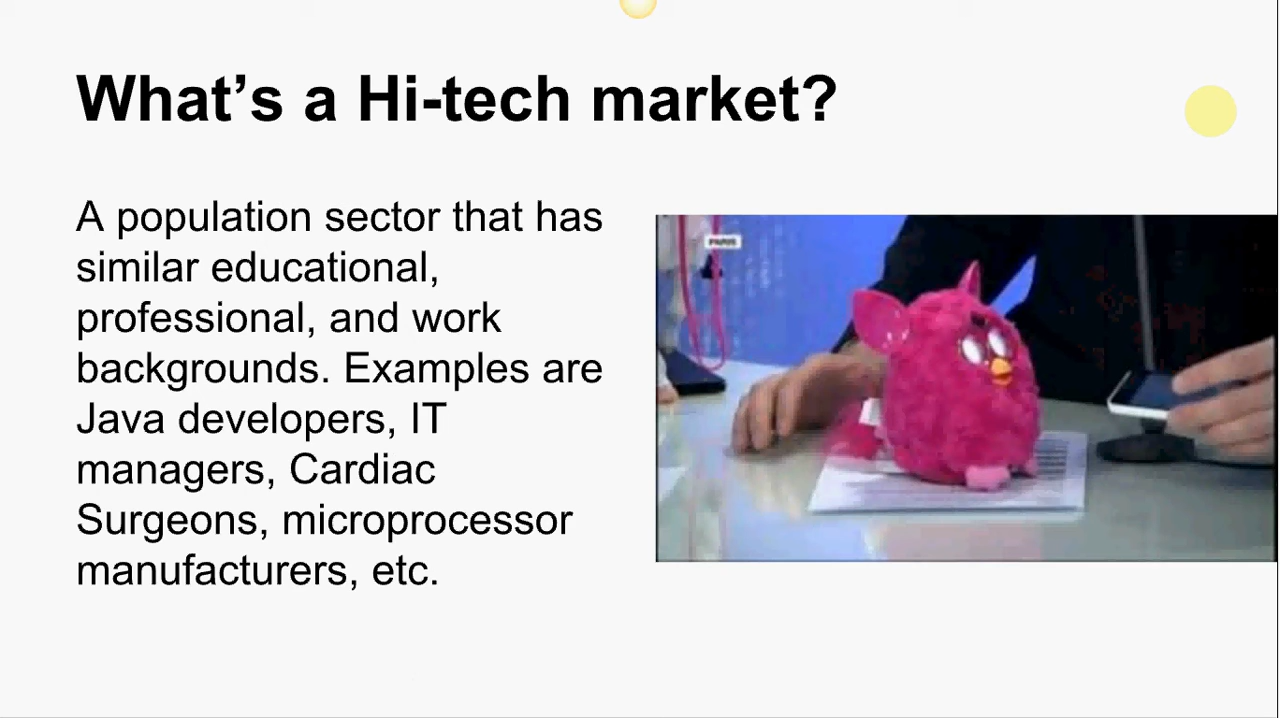 What’s a Hi-tech market?
A population sector that has
similar educational,
professional, and work
backgrounds. Examples are
Java developers, IT
managers, Cardiac
Surgeons, microprocessor
manufacturers, etc.
PARIS